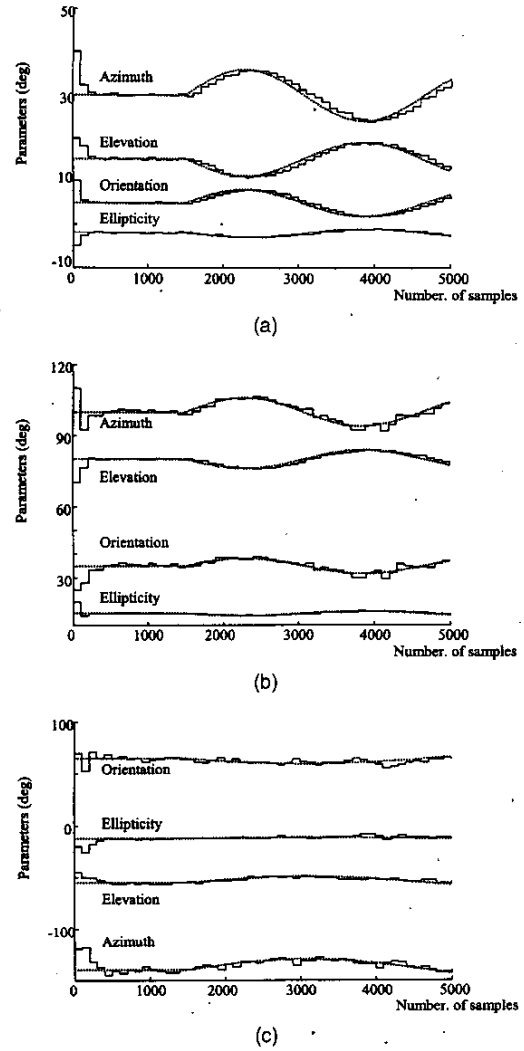 50
Azimuth
30
Parameters (deg)
Elevation
10
Orientation
Ellipticity
-10
0 1000 2000 3000 4000 5000
Number. of samples
(a)
120
Azimuth
90
Parameters (deg)
Elevation
60
Orientation
30
Ellipticity
0 1000 2000 3000 4000 5000
Number. of samples
(b)
100
Orientation
Parameters (deg)
Ellipticity
0
Elevation
Azimuth
-100
0 1000 2000 3000 4000 5000
Number. of samples
(c)